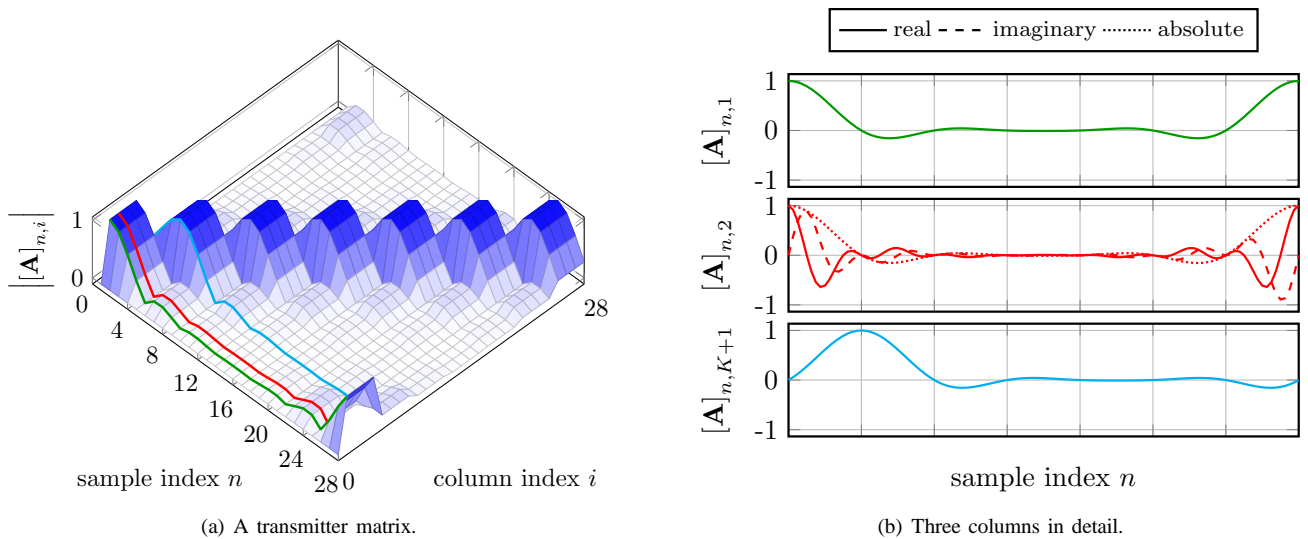 real imaginary absolute
1
0
|[A]n,i|
0
4
8
12
16
20
24
28
0
28
sample index n
column index i
(a) A transmitter matrix.
1
0
-1
[A]n,1
1
0
-1
[A]n,2
1
0
-1
[A]n,K+1
sample index n
(b) Three columns in detail.